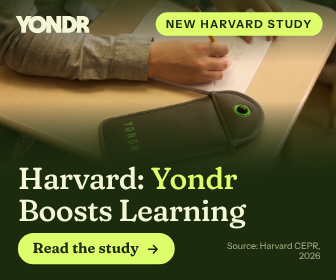 YONDR
NEW HARVARD STUDY
YONDR
Harvard: Yondr
Boosts Learning
Read the study →
Source: Harvard CEPR,
2026